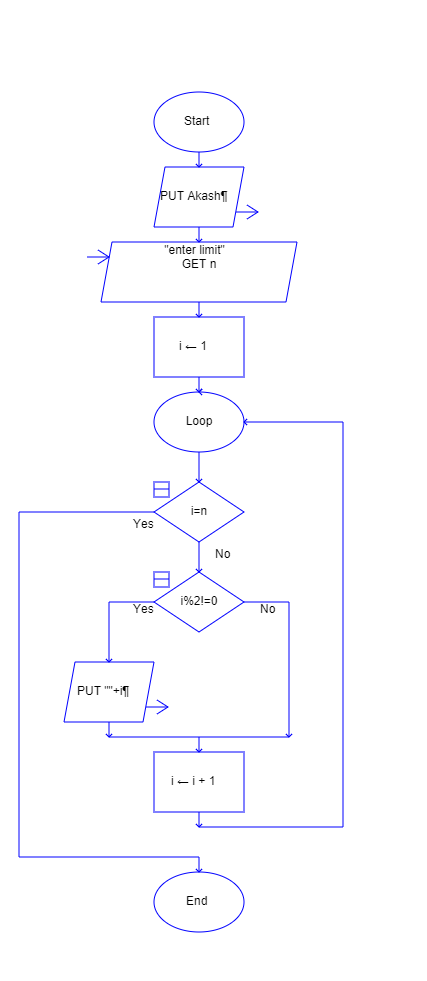 Start
PUT Akash¶
"enter limit"
GET n
i ← 1
Loop
i=n
Yes
No
i%2!=0
Yes
No
PUT ""+i¶
i ← i + 1
End